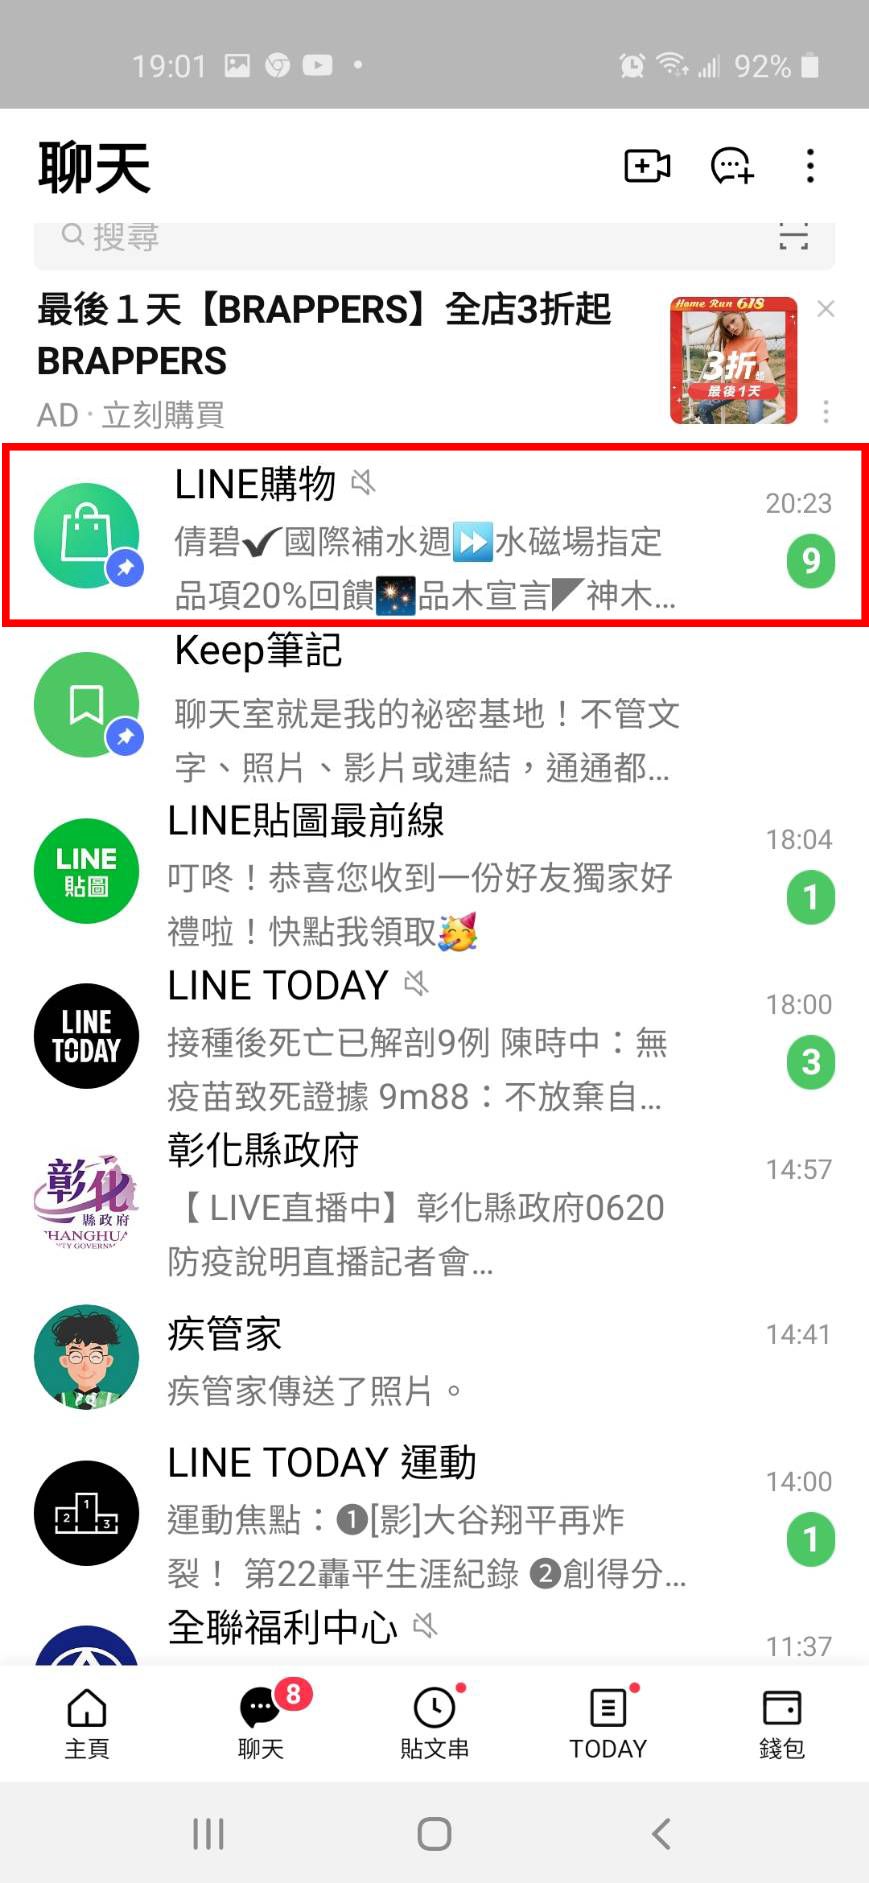 19:01
92%
聊天
搜尋
最後１天【BRAPPERS】全店3折起
BRAPPERS
AD · 立刻購買
Home Run 618
3折起
最後1天
LINE購物
20:23
倩碧✔國際補水週⏩水磁場指定
品項20%回饋🎇品木宣言◤神木...
9
Keep筆記
聊天室就是我的祕密基地！不管文
字、照片、影片或連結，通通都...
LINE
貼圖
LINE貼圖最前線
18:04
叮咚！恭喜您收到一份好友獨家好
禮啦！快點我領取🥳
1
LINE
TODAY
LINE TODAY
18:00
接種後死亡已解剖9例 陳時中：無
疫苗致死證據 9m88：不放棄自...
3
彰化
縣政府
彰化縣政府
14:57
【 LIVE直播中】彰化縣政府0620
防疫說明直播記者會...
疾管家
14:41
疾管家傳送了照片。
2 1 3
LINE TODAY 運動
14:00
運動焦點：❶[影]大谷翔平再炸
裂！ 第22轟平生涯紀錄 ❷創得分...
1
全聯福利中心
11:37
8
主頁
聊天
貼文串
TODAY
錢包